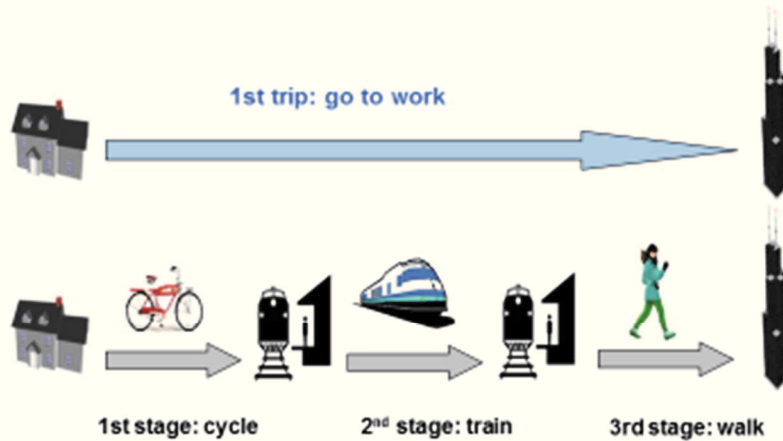 1st trip: go to work
1st stage: cycle
2nd stage: train
3rd stage: walk